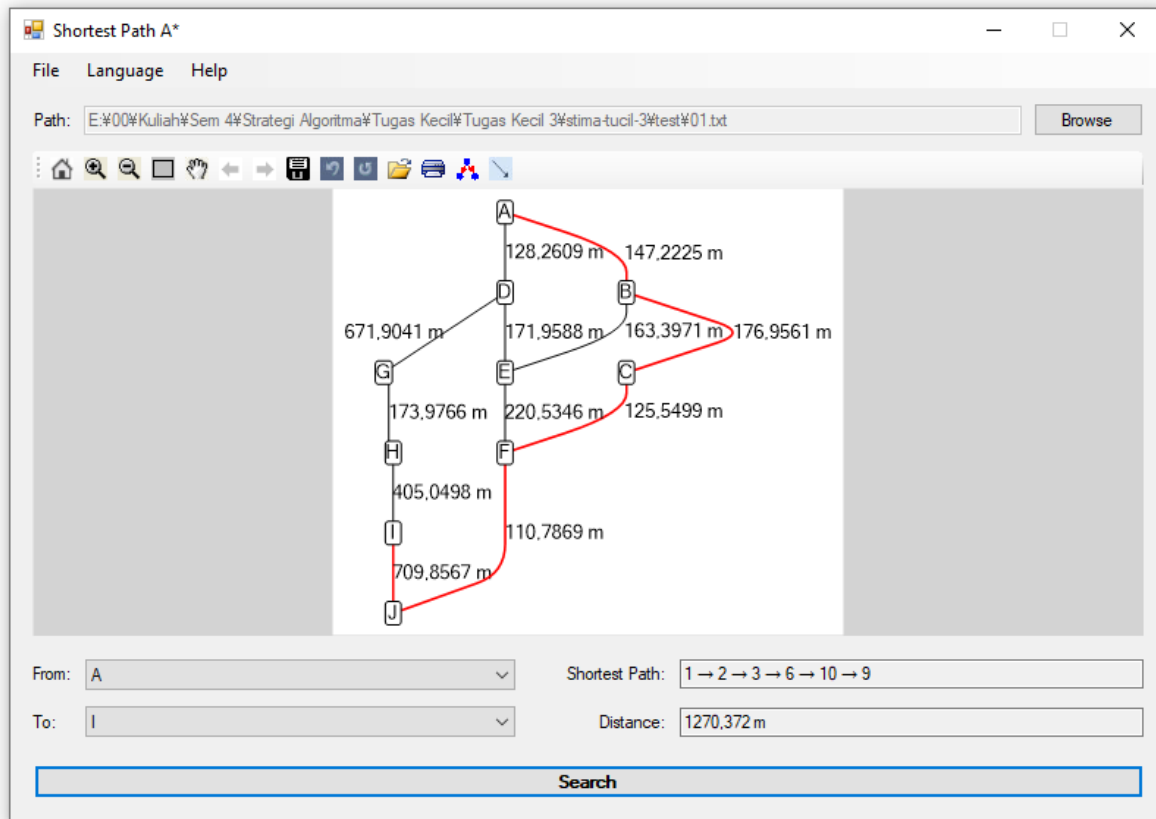 Shortest Path A*
File Language Help
Path: E:¥00¥Kuliah¥Sem 4¥Strategi Algoritma¥Tugas Kecil¥Tugas Kecil 3¥stima-tucil-3¥test¥01.txt Browse
A
128,2609 m 147,2225 m
D B
671,9041 m 171,9588 m 163,3971 m 176,9561 m
G E C
173,9766 m 220,5346 m 125,5499 m
H F
405,0498 m
I 110,7869 m
709,8567 m
J
From: A Shortest Path: 1 → 2 → 3 → 6 → 10 → 9
To: I Distance: 1270,372 m
Search